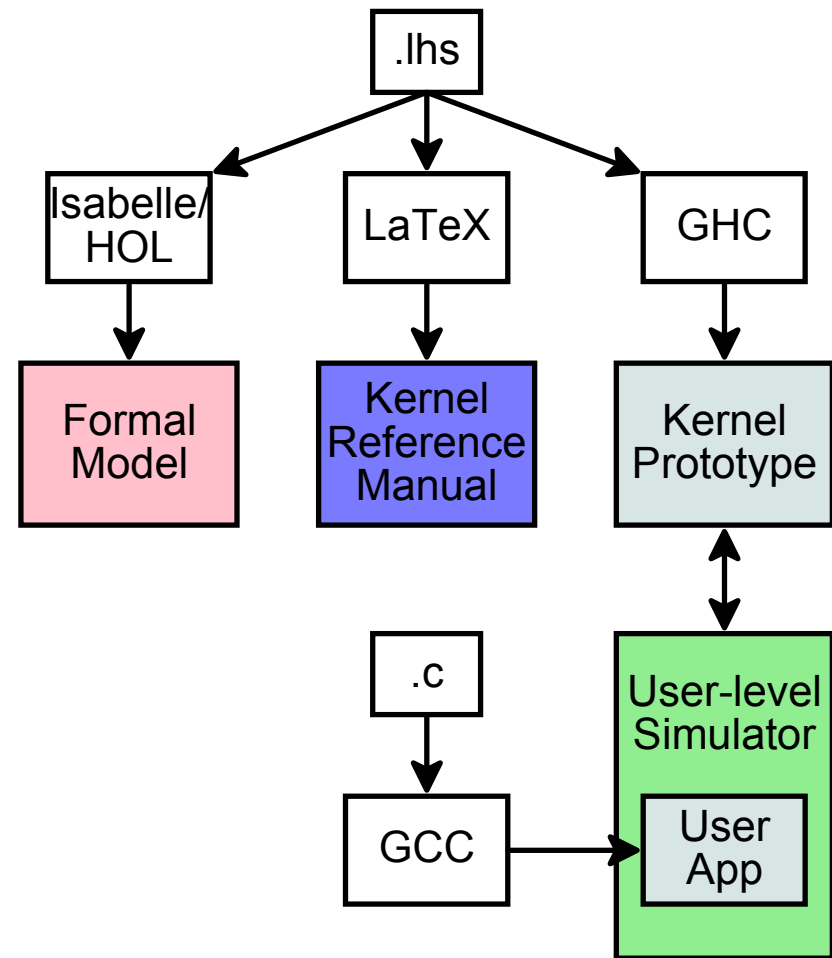 .lhs
Isabelle/
HOL
LaTeX
GHC
Formal
Model
Kernel
Reference
Manual
Kernel
Prototype
.c
User-level
Simulator
GCC
User
App